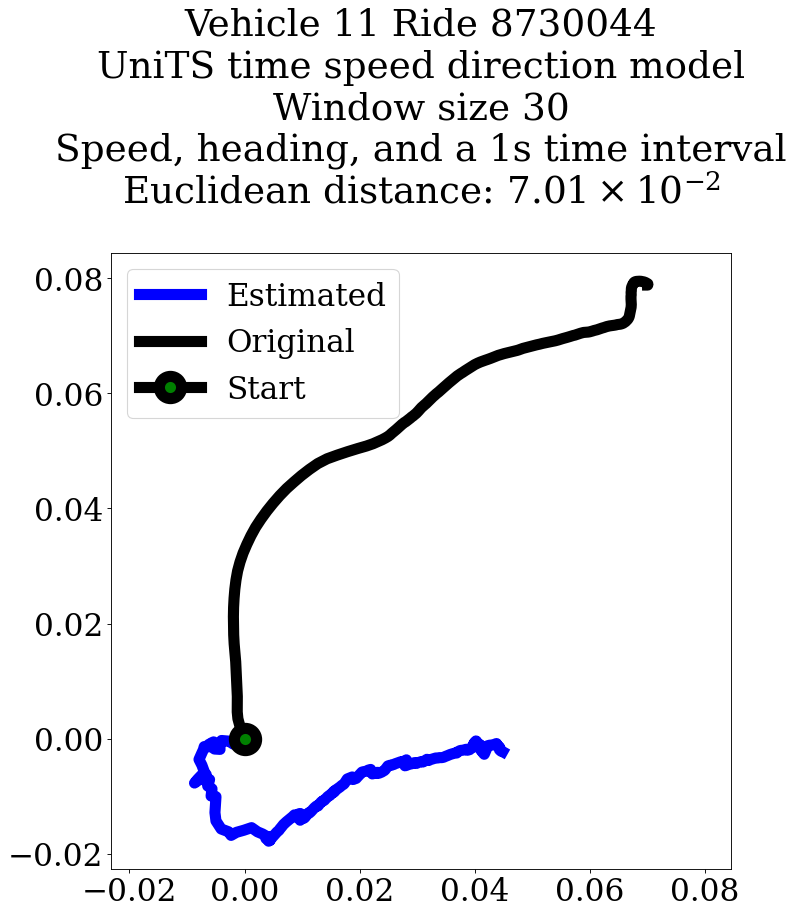 Vehicle 11 Ride 8730044
UniTS time speed direction model
Window size 30
Speed, heading, and a 1s time interval
Euclidean distance: 7.01 × 10⁻²
Estimated
Original
Start
0.08
0.06
0.04
0.02
0.00
−0.02
−0.02 0.00 0.02 0.04 0.06 0.08